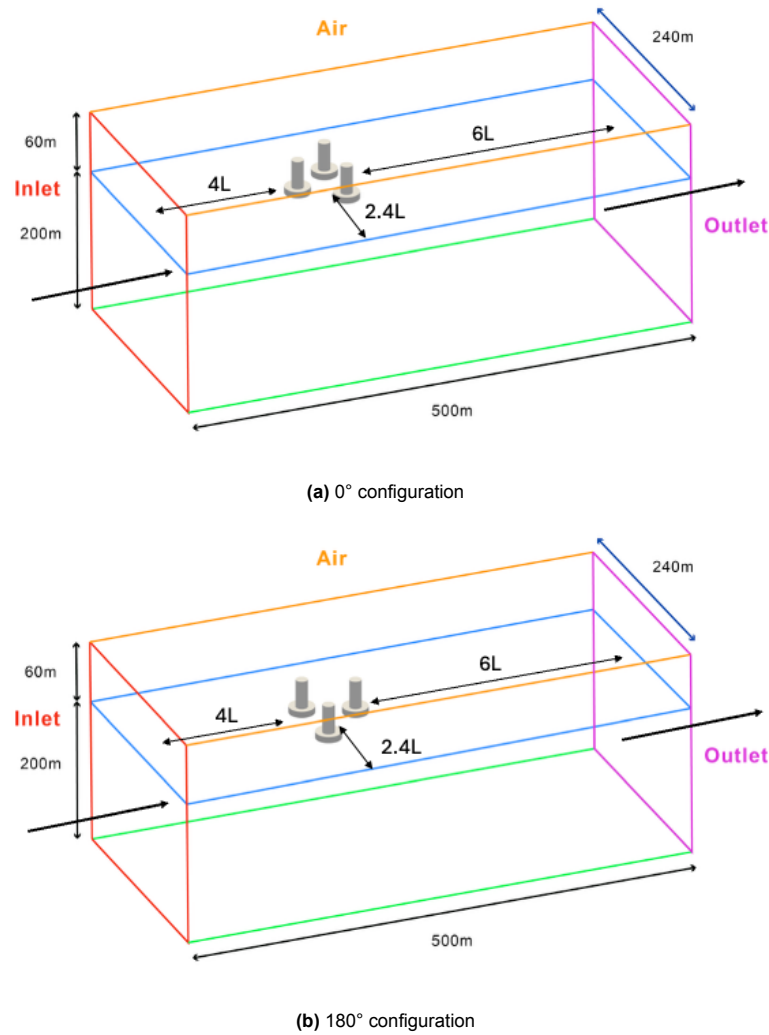 Air
240m
60m
6L
4L
Inlet
200m
2.4L
Outlet
500m
(a) 0° configuration
Air
240m
60m
6L
4L
Inlet
200m
2.4L
Outlet
500m
(b) 180° configuration